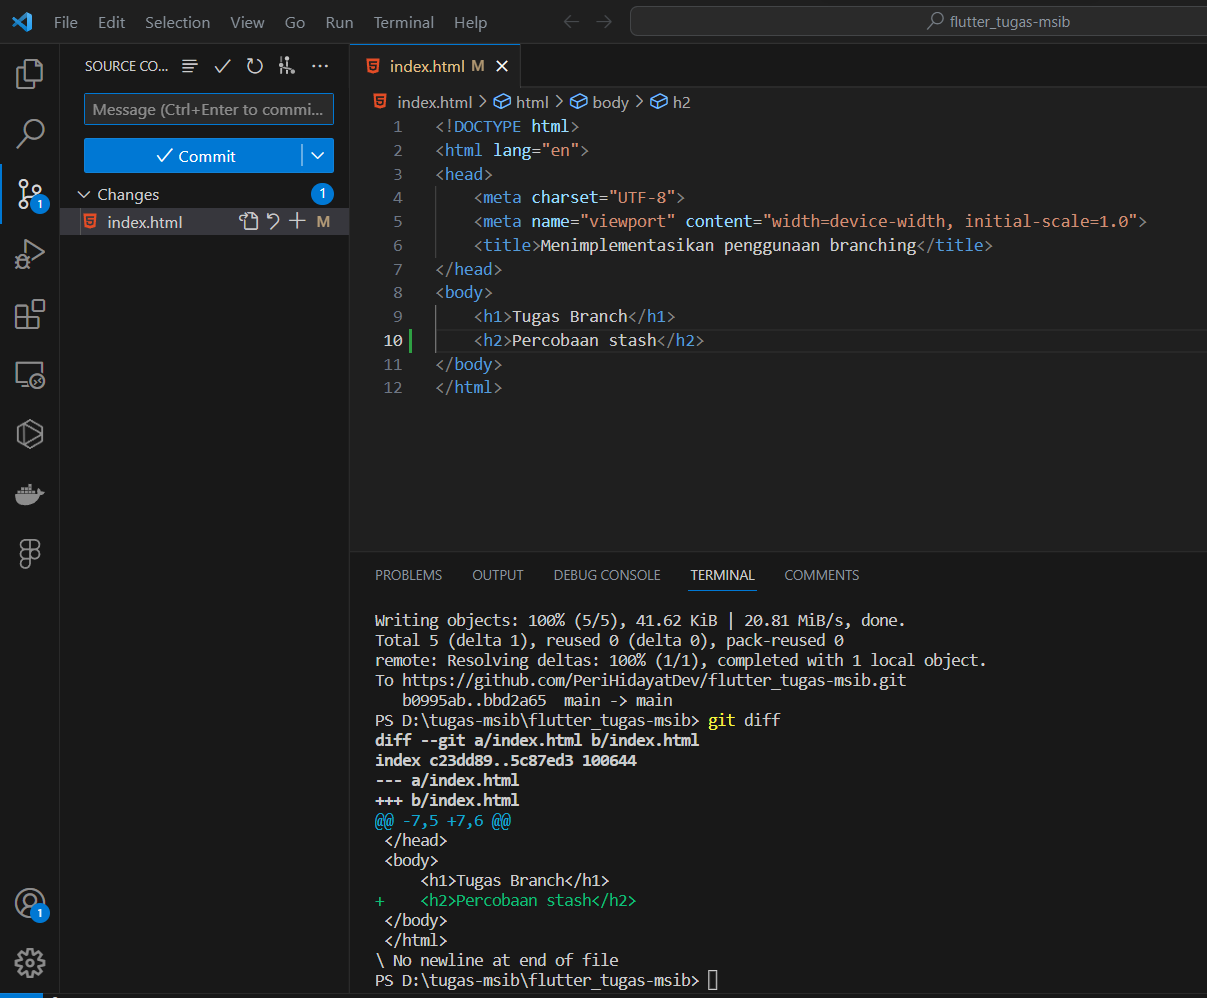 File Edit Selection View Go Run Terminal Help
flutter_tugas-msib
SOURCE CO...
Message (Ctrl+Enter to commi...
Commit
Changes 1
index.html M
1
1
index.html M
index.html > html > body > h2
1 <!DOCTYPE html>
2 <html lang="en">
3 <head>
4     <meta charset="UTF-8">
5     <meta name="viewport" content="width=device-width, initial-scale=1.0">
6     <title>Menimplementasikan penggunaan branching</title>
7 </head>
8 <body>
9     <h1>Tugas Branch</h1>
10     <h2>Percobaan stash</h2>
11 </body>
12 </html>
PROBLEMS OUTPUT DEBUG CONSOLE TERMINAL COMMENTS
Writing objects: 100% (5/5), 41.62 KiB | 20.81 MiB/s, done.
Total 5 (delta 1), reused 0 (delta 0), pack-reused 0
remote: Resolving deltas: 100% (1/1), completed with 1 local object.
To https://github.com/PeriHidayatDev/flutter_tugas-msib.git
   b0995ab..bbd2a65  main -> main
PS D:\tugas-msib\flutter_tugas-msib> git diff
diff --git a/index.html b/index.html
index c23dd89..5c87ed3 100644
--- a/index.html
+++ b/index.html
@@ -7,5 +7,6 @@
 </head>
 <body>
     <h1>Tugas Branch</h1>
+    <h2>Percobaan stash</h2>
 </body>
 </html>
\ No newline at end of file
PS D:\tugas-msib\flutter_tugas-msib>